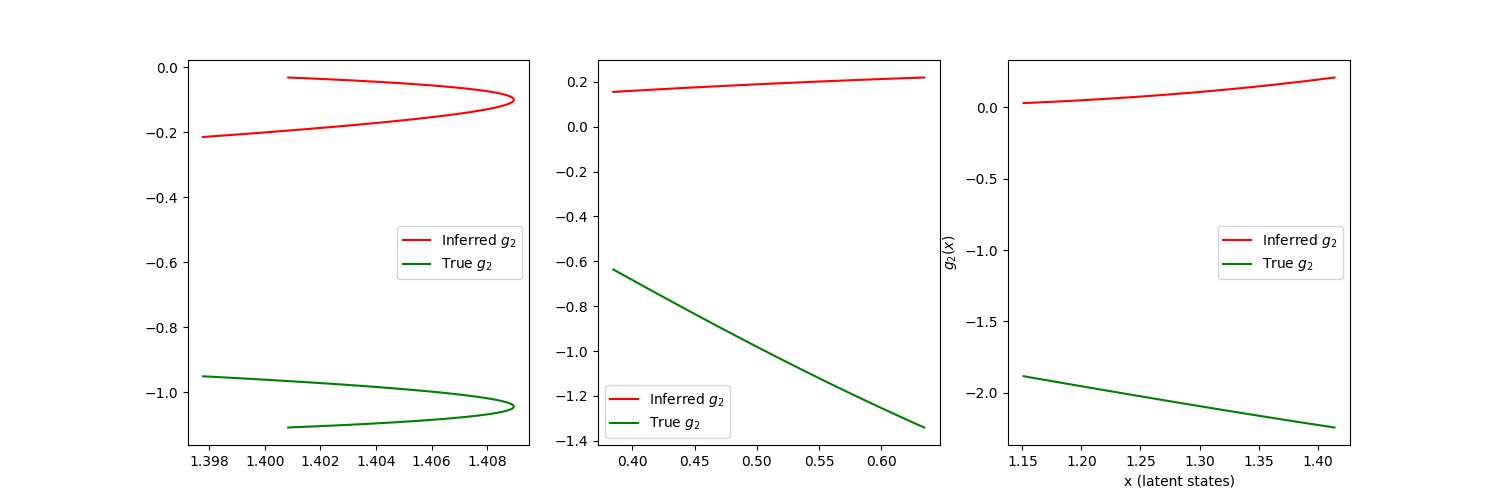 0.0
−0.2
−0.4
−0.6
−0.8
−1.0
1.398 1.400 1.402 1.404 1.406 1.408
Inferred g₂
True g₂
0.2
0.0
−0.2
−0.4
−0.6
−0.8
−1.0
−1.2
−1.4
0.40 0.45 0.50 0.55 0.60
Inferred g₂
True g₂
g₂(x)
0.0
−0.5
−1.0
−1.5
−2.0
1.15 1.20 1.25 1.30 1.35 1.40
x (latent states)
Inferred g₂
True g₂